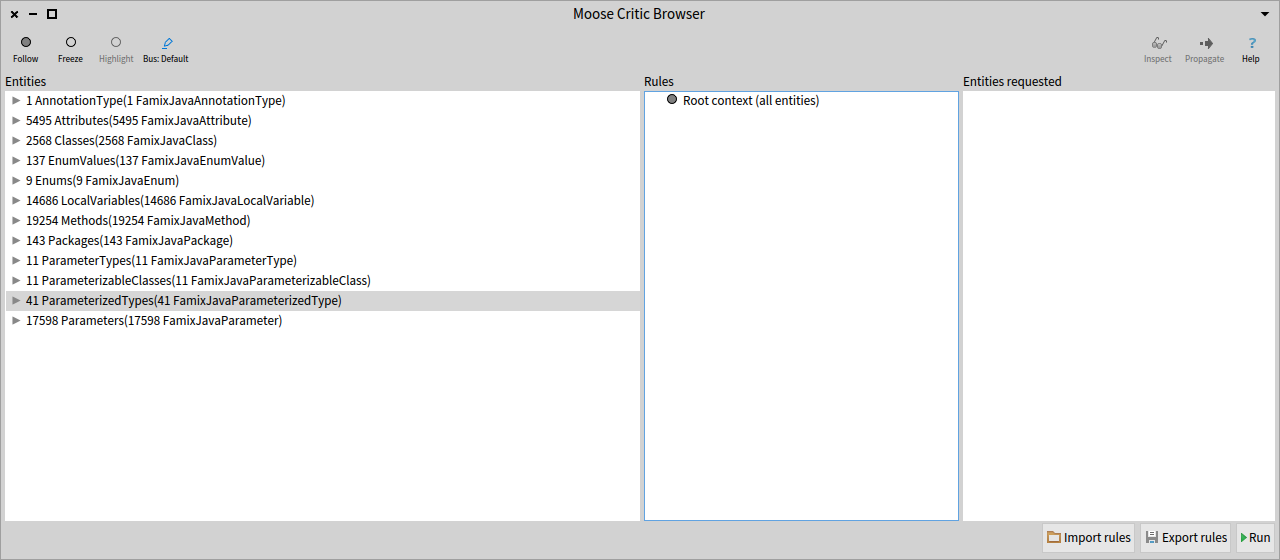 Moose Critic Browser
Follow Freeze Highlight Bus: Default Inspect Propagate ? Help
Entities
1 AnnotationType(1 FamixJavaAnnotationType)
5495 Attributes(5495 FamixJavaAttribute)
2568 Classes(2568 FamixJavaClass)
137 EnumValues(137 FamixJavaEnumValue)
9 Enums(9 FamixJavaEnum)
14686 LocalVariables(14686 FamixJavaLocalVariable)
19254 Methods(19254 FamixJavaMethod)
143 Packages(143 FamixJavaPackage)
11 ParameterTypes(11 FamixJavaParameterType)
11 ParameterizableClasses(11 FamixJavaParameterizableClass)
41 ParameterizedTypes(41 FamixJavaParameterizedType)
17598 Parameters(17598 FamixJavaParameter)
Rules
Root context (all entities)
Entities requested
Import rules Export rules Run